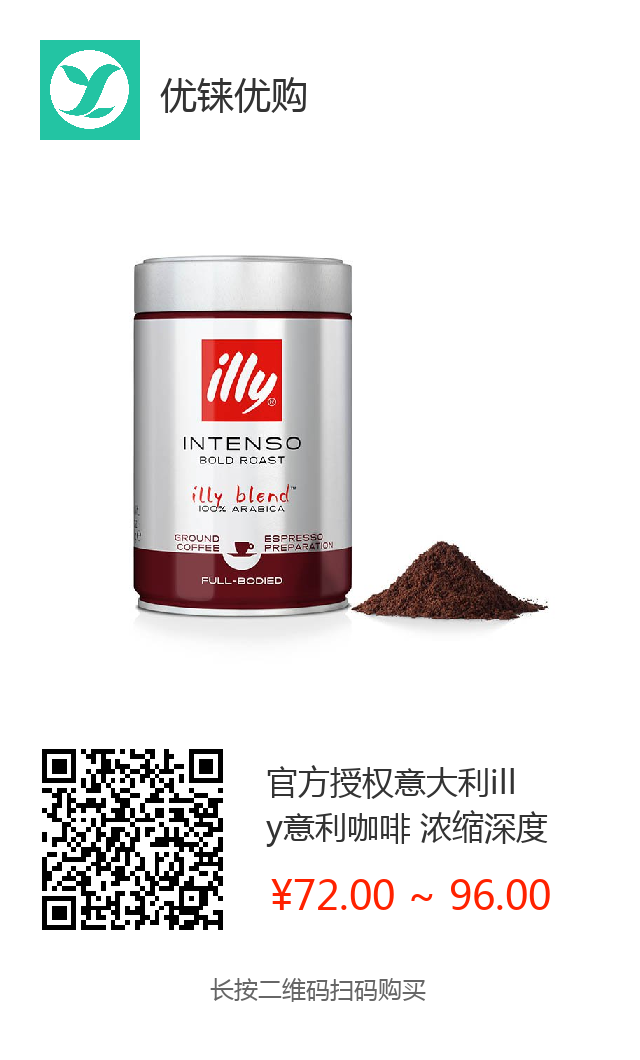 优铼优购
illy®
INTENSO
BOLD ROAST
illy blend™
100% ARABICA
GROUND COFFEE
ESPRESSO PREPARATION
FULL-BODIED
官方授权意大利ill
y意利咖啡 浓缩深度
¥72.00 ~ 96.00
长按二维码扫码购买